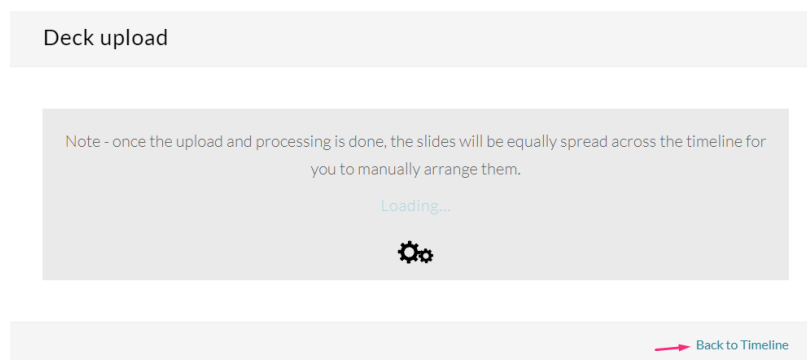 Deck upload
Note - once the upload and processing is done, the slides will be equally spread across the timeline for
you to manually arrange them.
Loading...
Back to Timeline